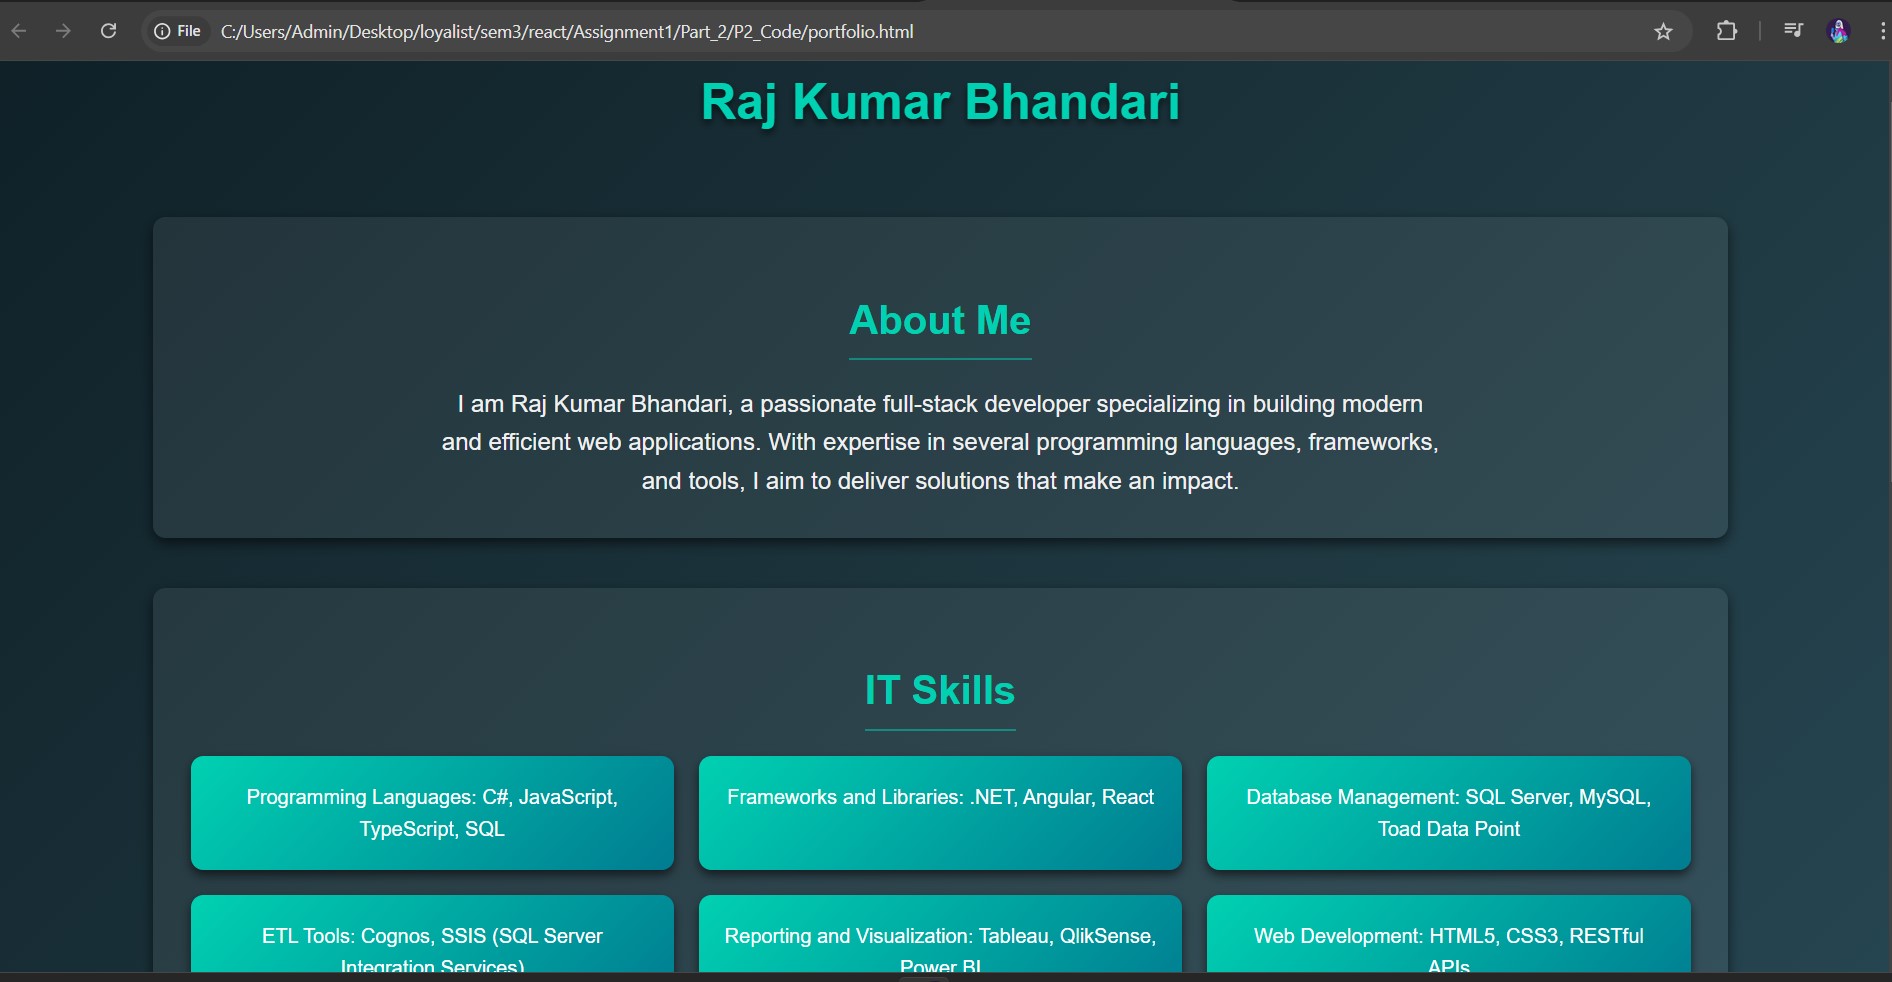 File C:/Users/Admin/Desktop/loyalist/sem3/react/Assignment1/Part_2/P2_Code/portfolio.html
Raj Kumar Bhandari
About Me
I am Raj Kumar Bhandari, a passionate full-stack developer specializing in building modern
and efficient web applications. With expertise in several programming languages, frameworks,
and tools, I aim to deliver solutions that make an impact.
IT Skills
Programming Languages: C#, JavaScript,
TypeScript, SQL
Frameworks and Libraries: .NET, Angular, React
Database Management: SQL Server, MySQL,
Toad Data Point
ETL Tools: Cognos, SSIS (SQL Server
Integration Services)
Reporting and Visualization: Tableau, QlikSense,
Power BI
Web Development: HTML5, CSS3, RESTful
APIs